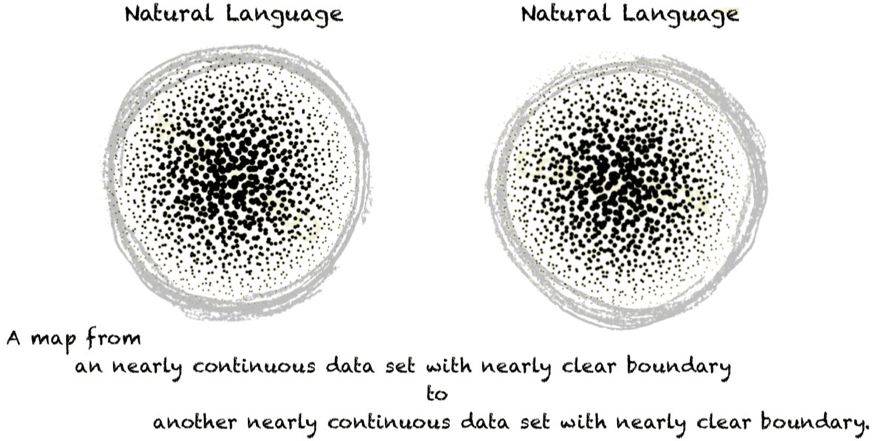 Natural Language
Natural Language
A map from
an nearly continuous data set with nearly clear boundary
to
another nearly continuous data set with nearly clear boundary.